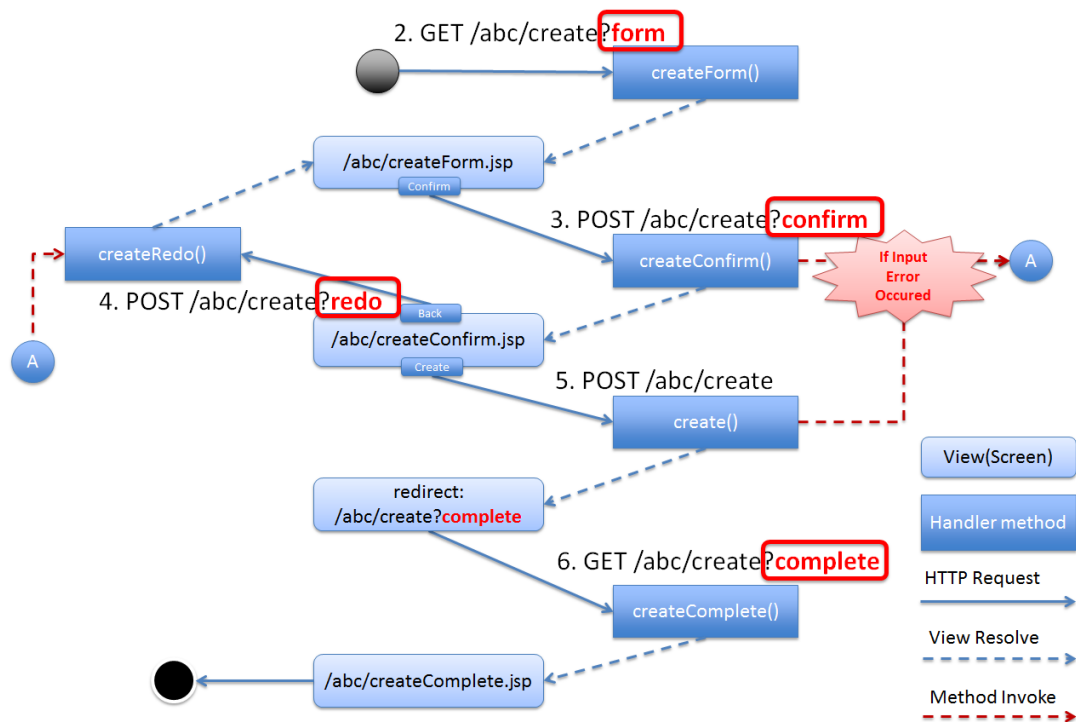 2. GET /abc/create?form
createForm()
/abc/createForm.jsp
Confirm
3. POST /abc/create?confirm
createRedo()
createConfirm()
If Input
Error
Occured
A
4. POST /abc/create?redo
Back
/abc/createConfirm.jsp
Create
A
5. POST /abc/create
create()
View(Screen)
redirect:
/abc/create?complete
Handler method
6. GET /abc/create?complete
HTTP Request
createComplete()
View Resolve
/abc/createComplete.jsp
Method Invoke